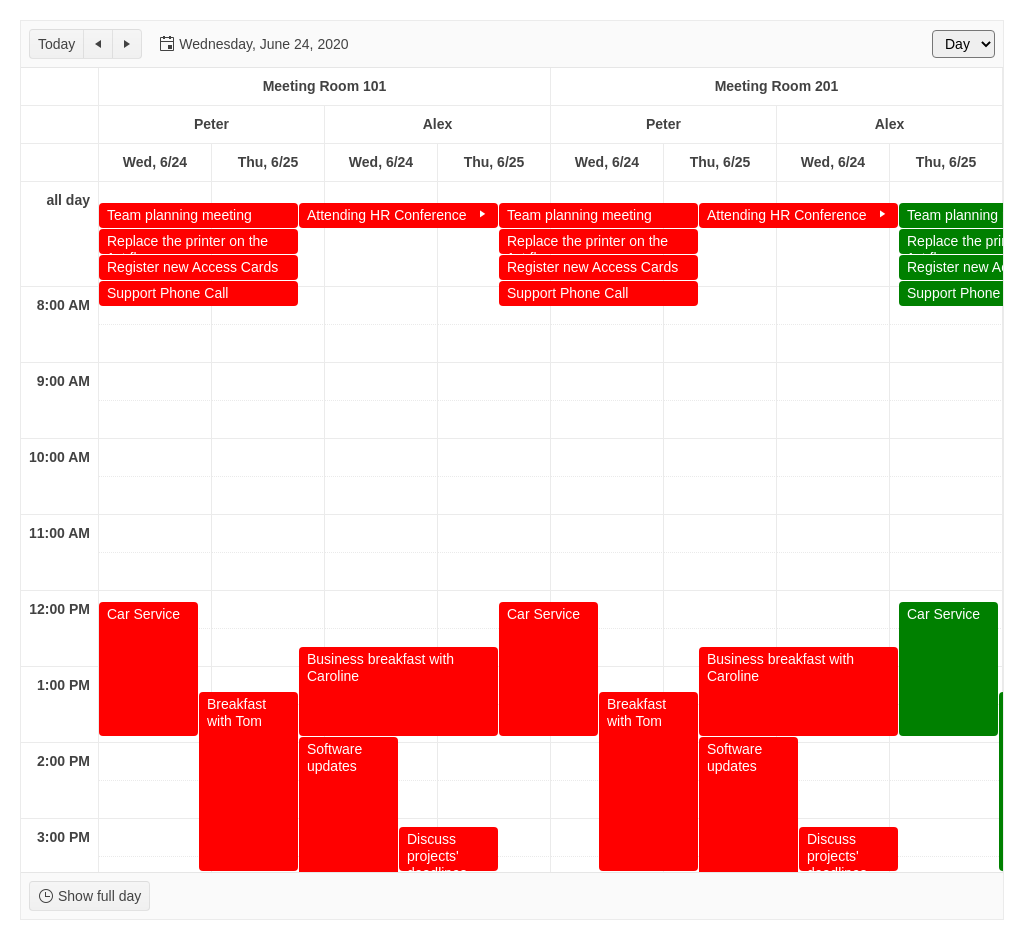 Today
Wednesday, June 24, 2020
Day
Meeting Room 101
Meeting Room 201
Peter
Alex
Peter
Alex
Wed, 6/24
Thu, 6/25
Wed, 6/24
Thu, 6/25
Wed, 6/24
Thu, 6/25
Wed, 6/24
Thu, 6/25
all day
Team planning meeting
Attending HR Conference
Team planning meeting
Attending HR Conference
Team planning
Replace the printer on the
Replace the printer on the
Replace the
Register new Access Cards
Register new Access Cards
Register new
Support Phone Call
Support Phone Call
Support Phone
8:00 AM
9:00 AM
10:00 AM
11:00 AM
12:00 PM
Car Service
Car Service
Car Service
Business breakfast with
Caroline
Business breakfast with
Caroline
1:00 PM
Breakfast
with Tom
Breakfast
with Tom
Software
updates
Software
updates
2:00 PM
3:00 PM
Discuss
projects'
deadlines
Discuss
projects'
deadlines
Show full day